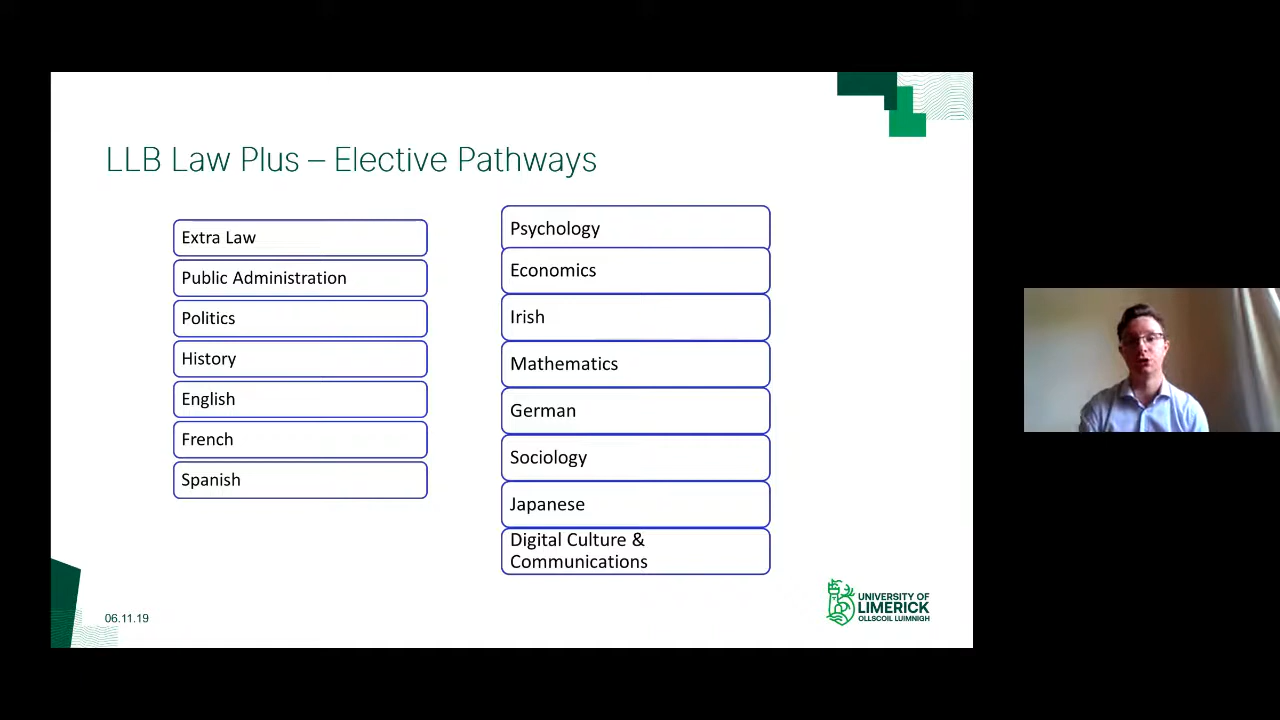 LLB Law Plus – Elective Pathways
Extra Law
Public Administration
Politics
History
English
French
Spanish
Psychology
Economics
Irish
Mathematics
German
Sociology
Japanese
Digital Culture &
Communications
06.11.19
UNIVERSITY OF
LIMERICK
OLLSCOIL LUIMNIGH